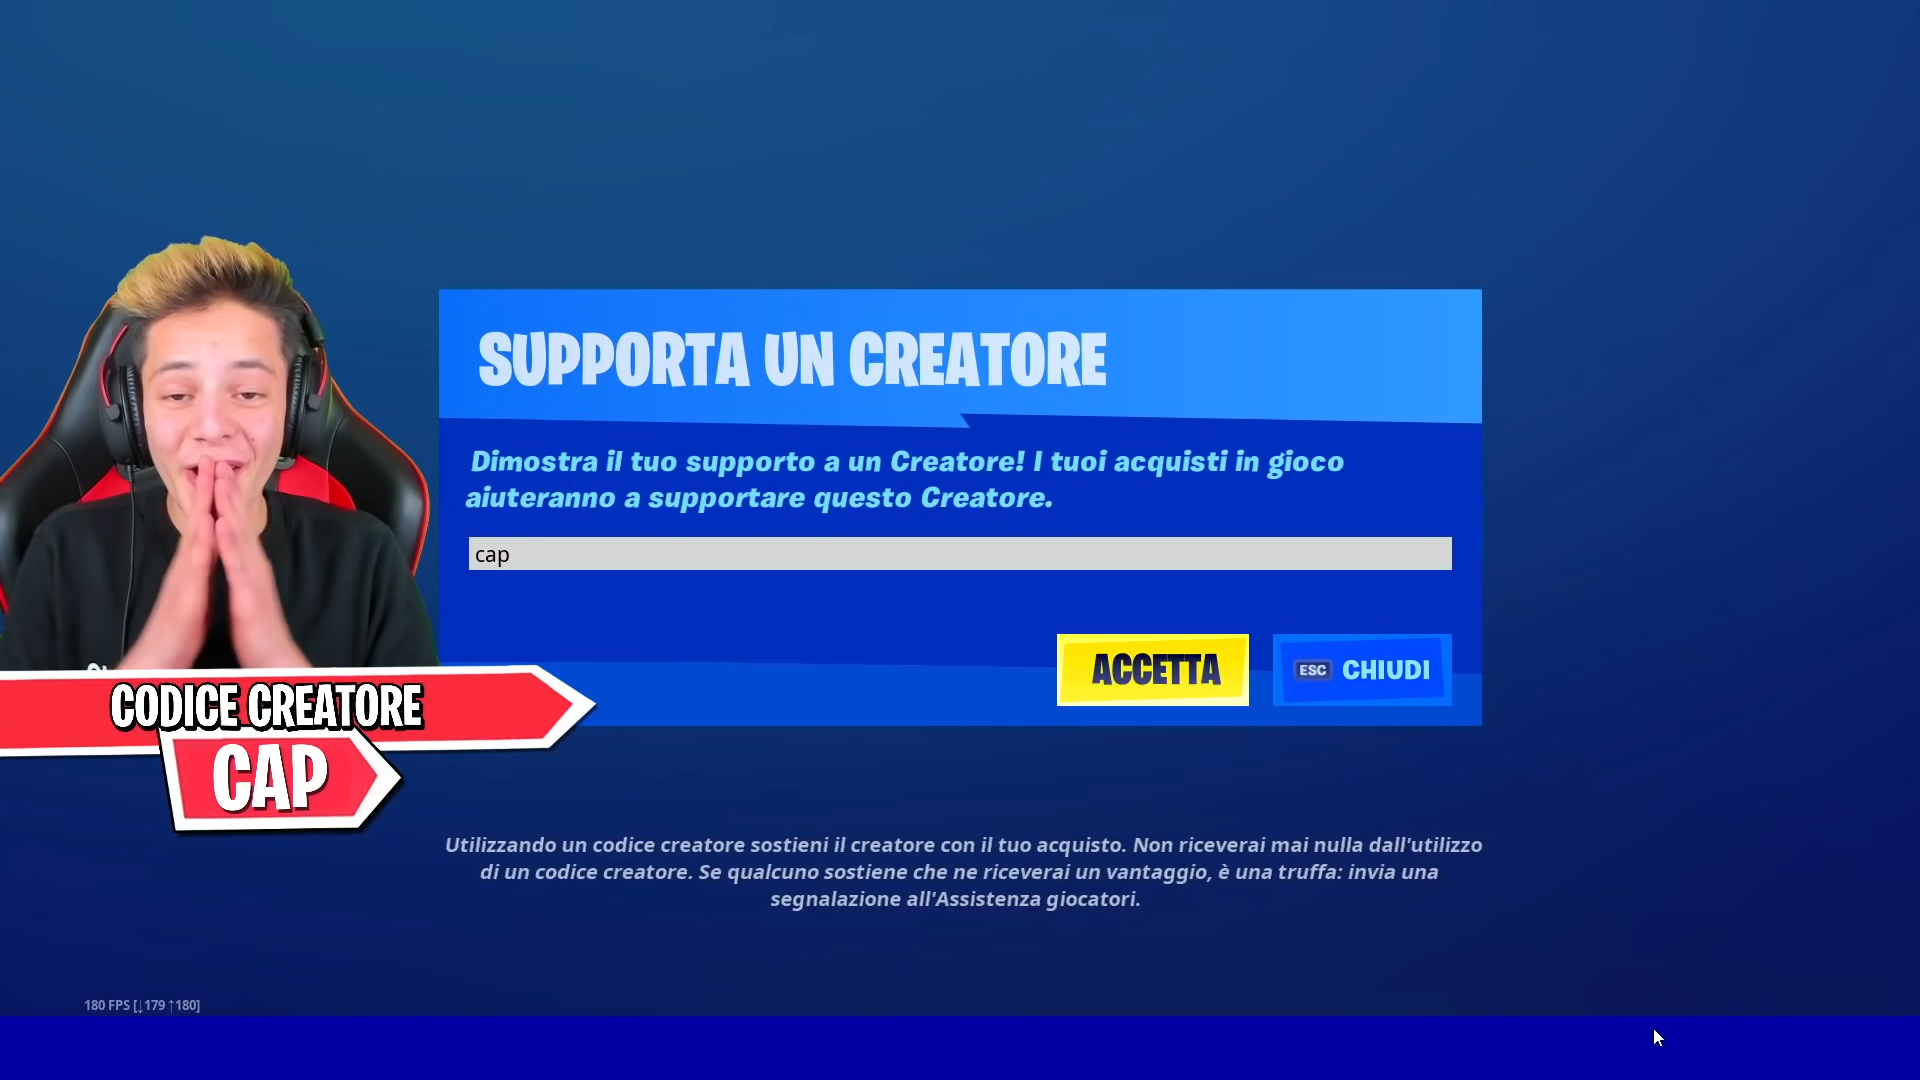 SUPPORTA UN CREATORE
Dimostra il tuo supporto a un Creatore! I tuoi acquisti in gioco
aiuteranno a supportare questo Creatore.
cap
ACCETTA
ESC CHIUDI
CODICE CREATORE
CAP
Utilizzando un codice creatore sostieni il creatore con il tuo acquisto. Non riceverai mai nulla dall'utilizzo
di un codice creatore. Se qualcuno sostiene che ne riceverai un vantaggio, è una truffa: invia una
segnalazione all'Assistenza giocatori.
180 FPS [↓179 ↑180]